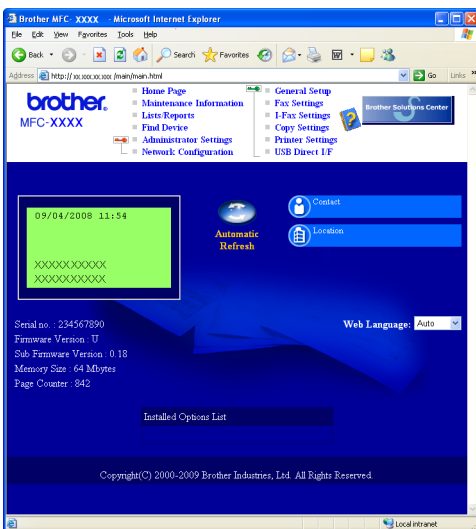 Brother MFC- XXXX - Microsoft Internet Explorer
File Edit View Favorites Tools Help
Back Search Favorites
Address http:// xx.xxx.xx.xxx /main/main.html Go Links »
brother
MFC-XXXX
Home Page
Maintenance Information
Lists/Reports
Find Device
Administrator Settings
Network Configuration
General Setup
Fax Settings
I-Fax Settings
Copy Settings
Printer Settings
USB Direct I/F
Brother Solutions Center
09/04/2008 11:54
XXXXXXXXXX
XXXXXXXXXX
Automatic
Refresh
Contact
Location
Serial no. : 234567890
Firmware Version : U
Sub Firmware Version : 0.18
Memory Size : 64 Mbytes
Page Counter : 842
Web Language: Auto
Installed Options List
Copyright(C) 2000-2009 Brother Industries, Ltd. All Rights Reserved.
Local intranet